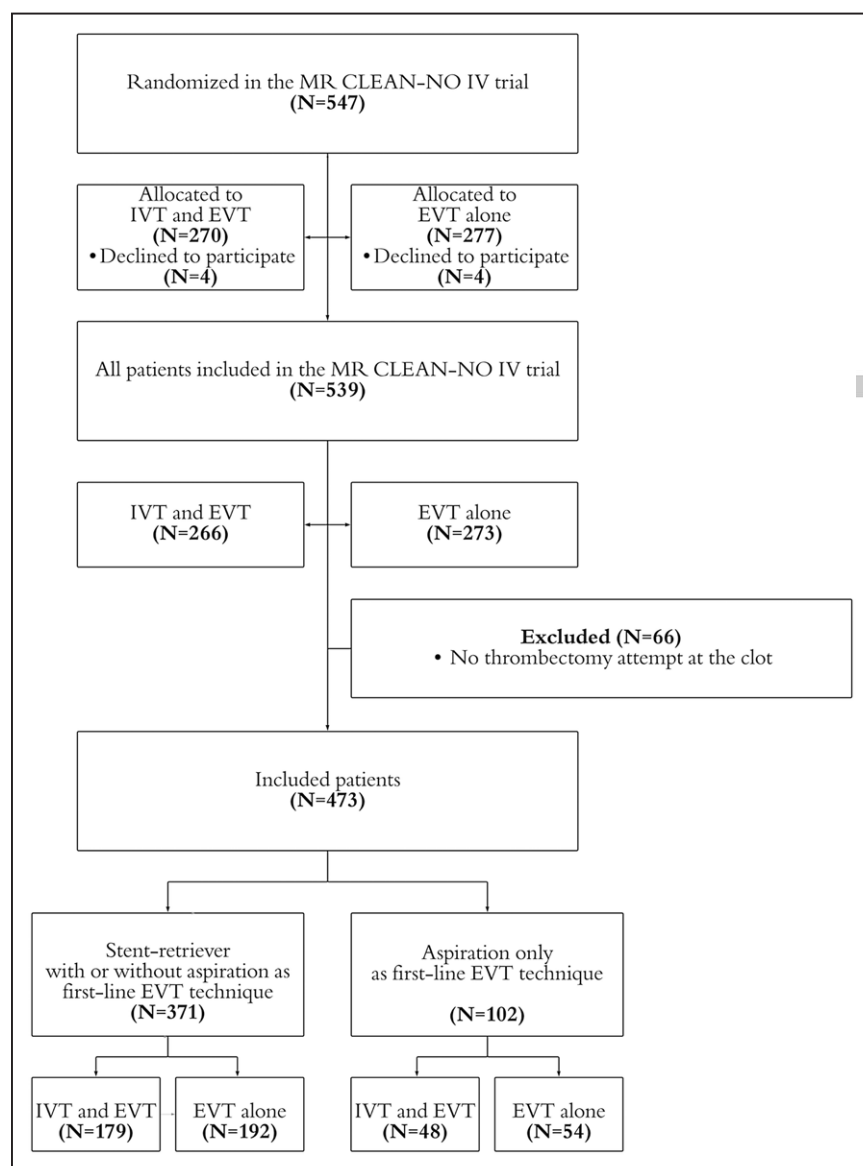 Randomized in the MR CLEAN-NO IV trial
(N=547)
Allocated to
IVT and EVT
(N=270)
• Declined to participate
(N=4)
Allocated to
EVT alone
(N=277)
• Declined to participate
(N=4)
All patients included in the MR CLEAN-NO IV trial
(N=539)
IVT and EVT
(N=266)
EVT alone
(N=273)
Excluded (N=66)
• No thrombectomy attempt at the clot
Included patients
(N=473)
Stent-retriever
with or without aspiration as
first-line EVT technique
(N=371)
Aspiration only
as first-line EVT technique
(N=102)
IVT and EVT
(N=179)
EVT alone
(N=192)
IVT and EVT
(N=48)
EVT alone
(N=54)